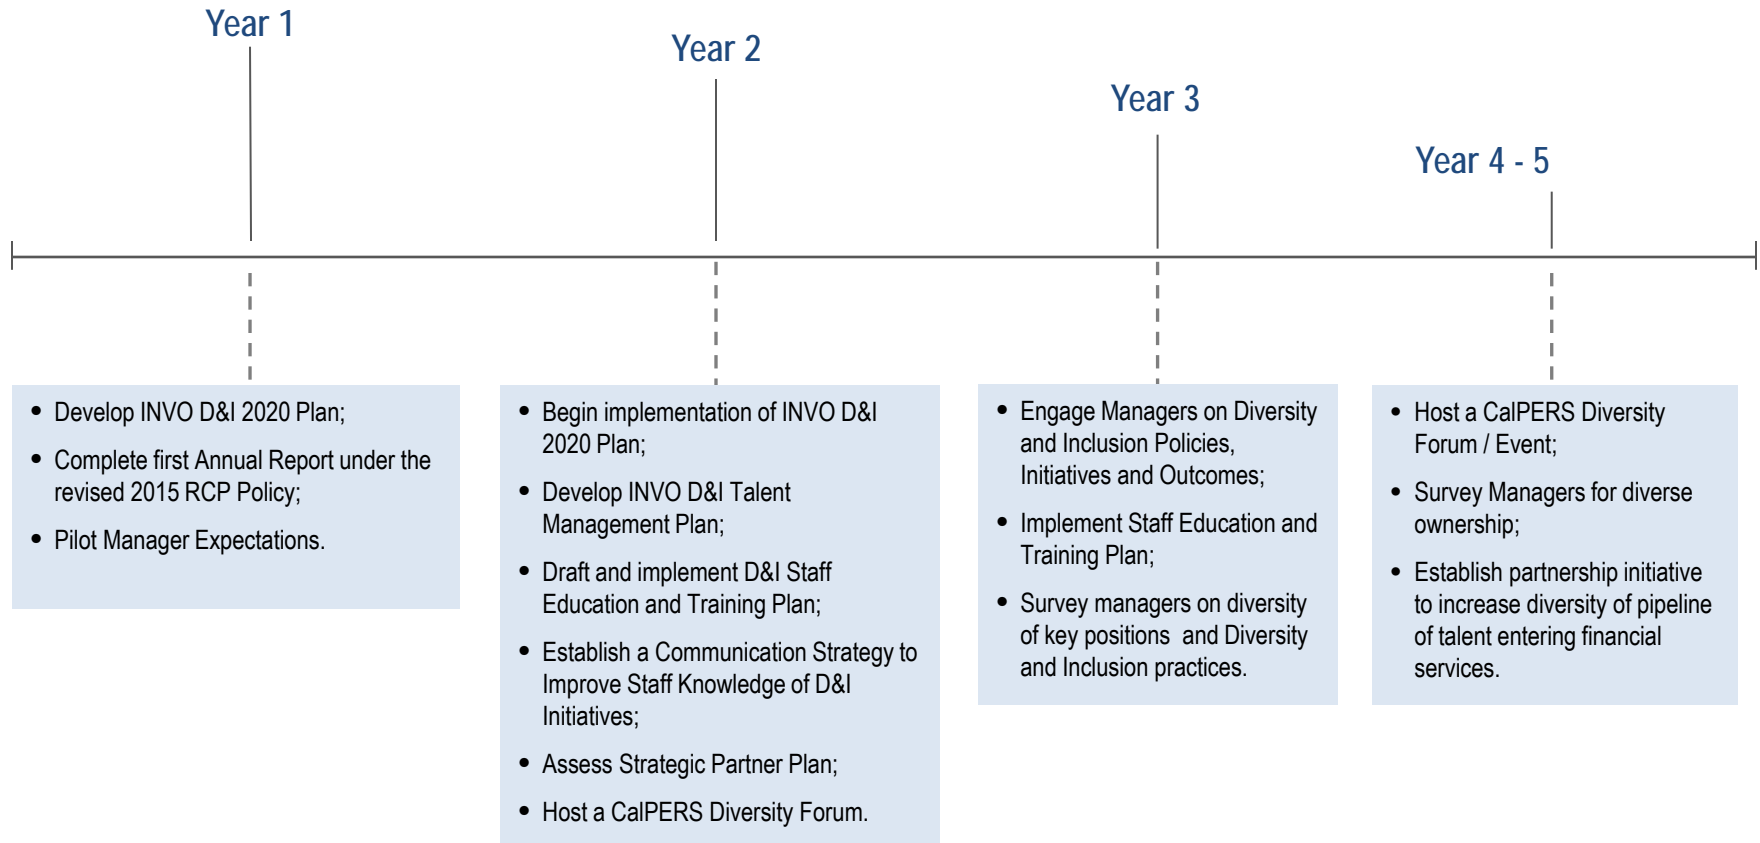 Year 1
Year 2
Year 3
Year 4 - 5
• Develop INVO D&I 2020 Plan;
• Complete first Annual Report under the
revised 2015 RCP Policy;
• Pilot Manager Expectations.
• Begin implementation of INVO D&I
2020 Plan;
• Develop INVO D&I Talent
Management Plan;
• Draft and implement D&I Staff
Education and Training Plan;
• Establish a Communication Strategy to
Improve Staff Knowledge of D&I
Initiatives;
• Assess Strategic Partner Plan;
• Host a CalPERS Diversity Forum.
• Engage Managers on Diversity
and Inclusion Policies,
Initiatives and Outcomes;
• Implement Staff Education and
Training Plan;
• Survey managers on diversity
of key positions and Diversity
and Inclusion practices.
• Host a CalPERS Diversity
Forum / Event;
• Survey Managers for diverse
ownership;
• Establish partnership initiative
to increase diversity of pipeline
of talent entering financial
services.